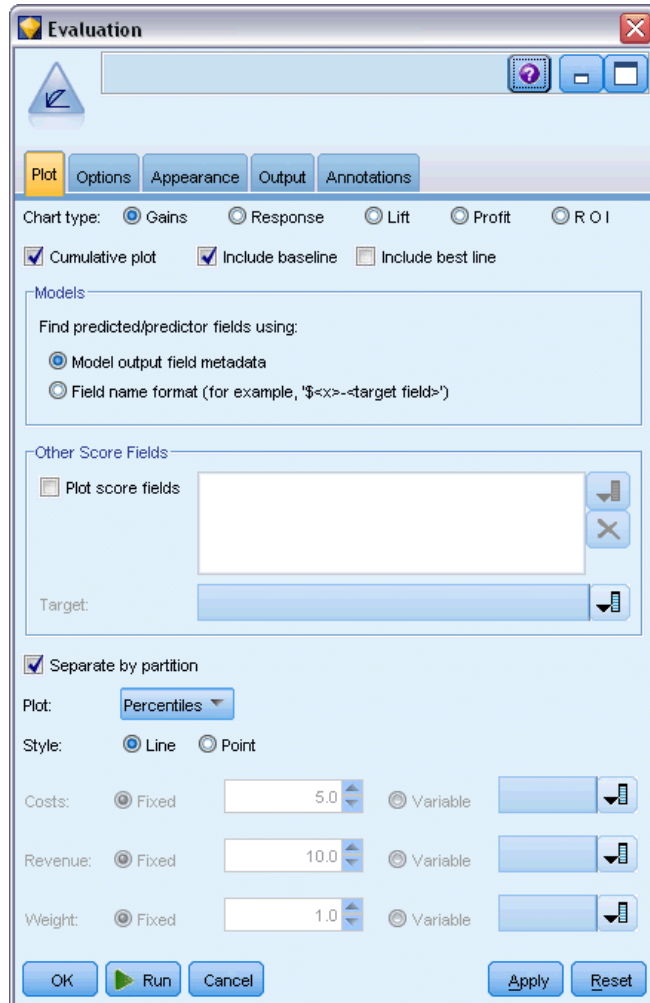 Evaluation
Plot Options Appearance Output Annotations
Chart type: Gains Response Lift Profit R O I
Cumulative plot Include baseline Include best line
Models
Find predicted/predictor fields using:
Model output field metadata
Field name format (for example, '$<x>-<target field>')
Other Score Fields
Plot score fields
Target:
Separate by partition
Plot: Percentiles
Style: Line Point
Costs: Fixed 5.0 Variable
Revenue: Fixed 10.0 Variable
Weight: Fixed 1.0 Variable
OK Run Cancel Apply Reset